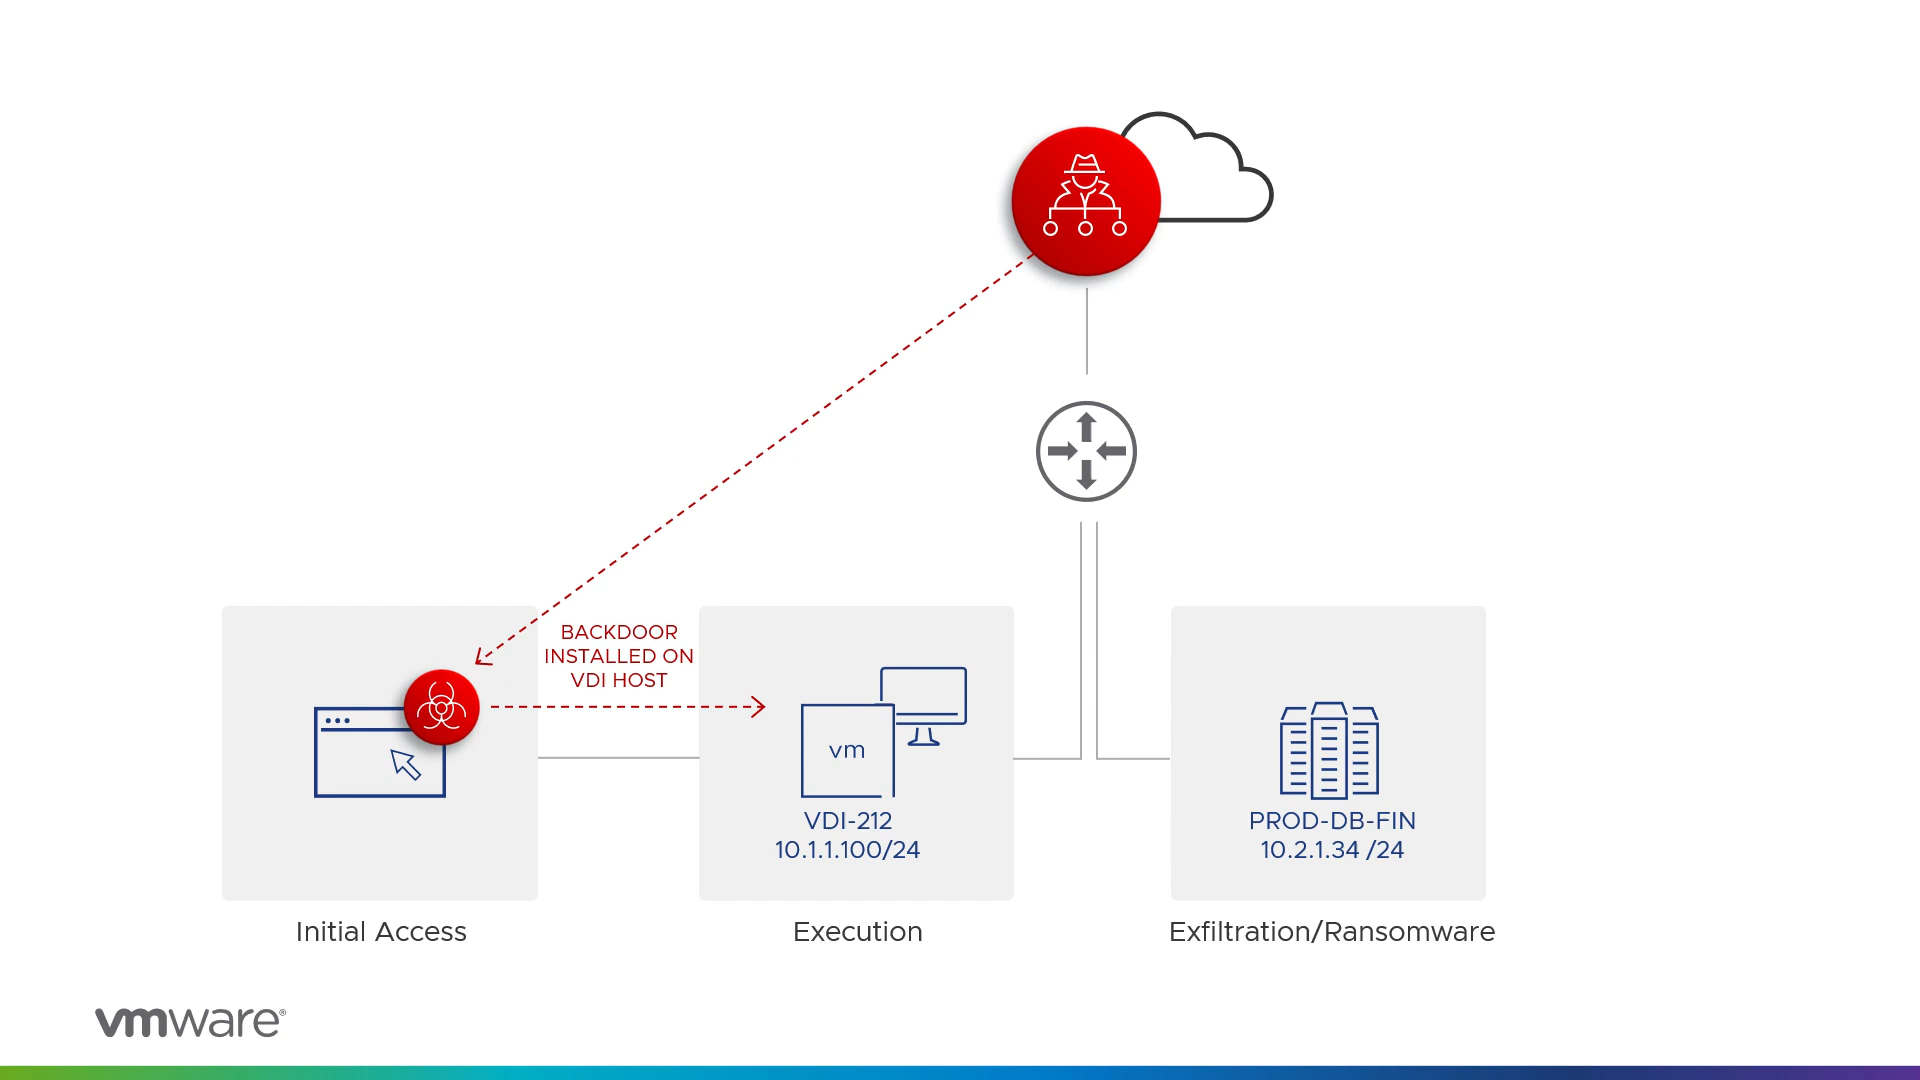 BACKDOOR
INSTALLED ON
VDI HOST
vm
VDI-212
10.1.1.100/24
PROD-DB-FIN
10.2.1.34 /24
Initial Access
Execution
Exfiltration/Ransomware
vmware®